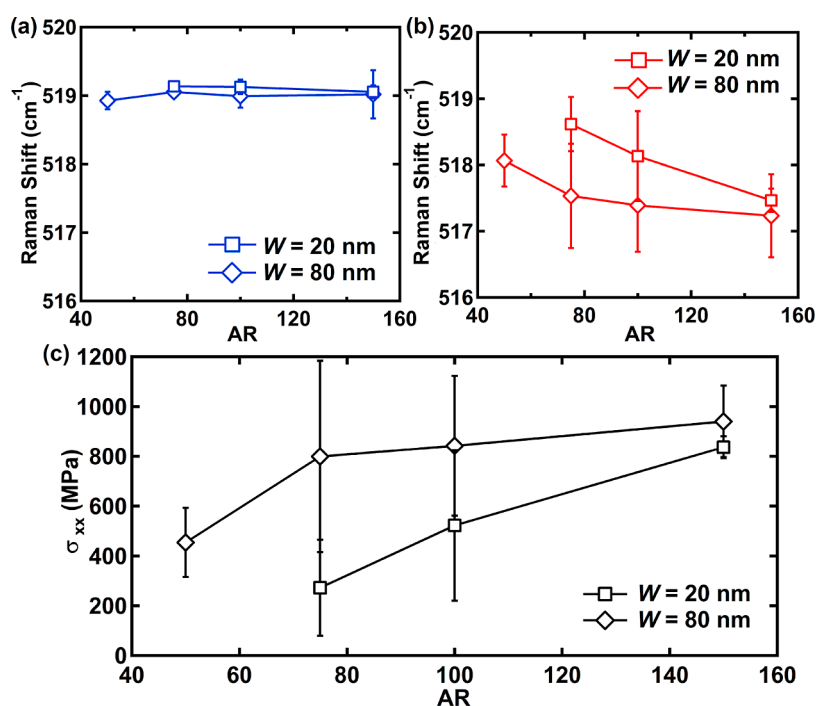 (a)
520
519
518
517
516
Raman Shift (cm⁻¹)
W = 20 nm
W = 80 nm
40 80 120 160
AR
(b)
520
519
518
517
516
Raman Shift (cm⁻¹)
W = 20 nm
W = 80 nm
40 80 120 160
AR
(c)
1200
1000
800
600
400
200
0
σ xx (MPa)
W = 20 nm
W = 80 nm
40 60 80 100 120 140 160
AR